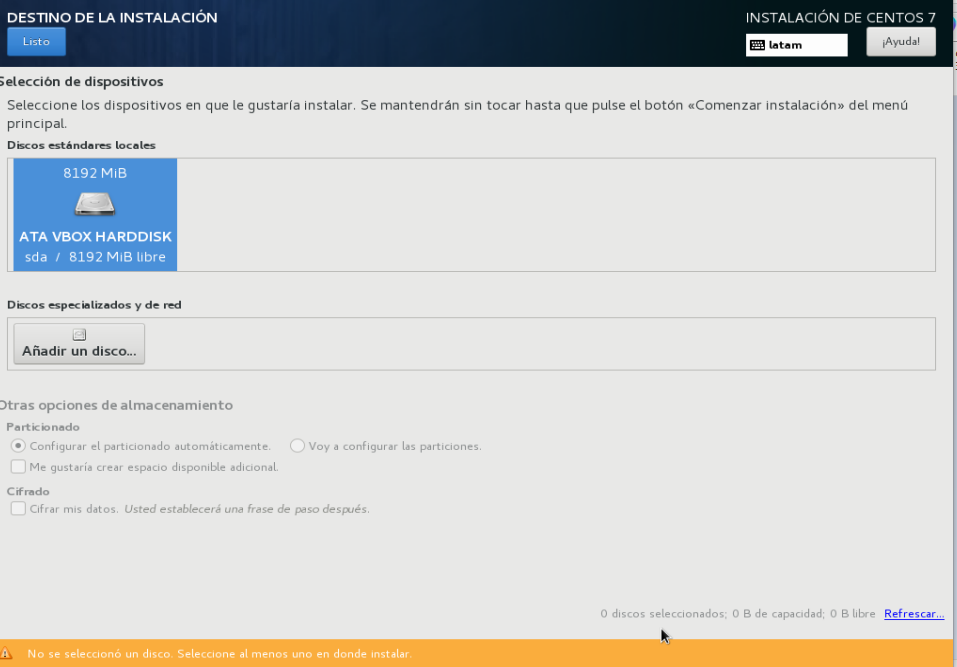 DESTINO DE LA INSTALACIÓN
INSTALACIÓN DE CENTOS 7
Listo
latam
¡Ayuda!
Selección de dispositivos
Seleccione los dispositivos en que le gustaría instalar. Se mantendrán sin tocar hasta que pulse el botón «Comenzar instalación» del menú
principal.
Discos estándares locales
8192 MiB
ATA VBOX HARDDISK
sda / 8192 MiB libre
Discos especializados y de red
Añadir un disco...
Otras opciones de almacenamiento
Particionado
Configurar el particionado automáticamente. Voy a configurar las particiones.
Me gustaría crear espacio disponible adicional.
Cifrado
Cifrar mis datos. Usted establecerá una frase de paso después.
0 discos seleccionados; 0 B de capacidad; 0 B libre Refrescar...
No se seleccionó un disco. Seleccione al menos uno en donde instalar.